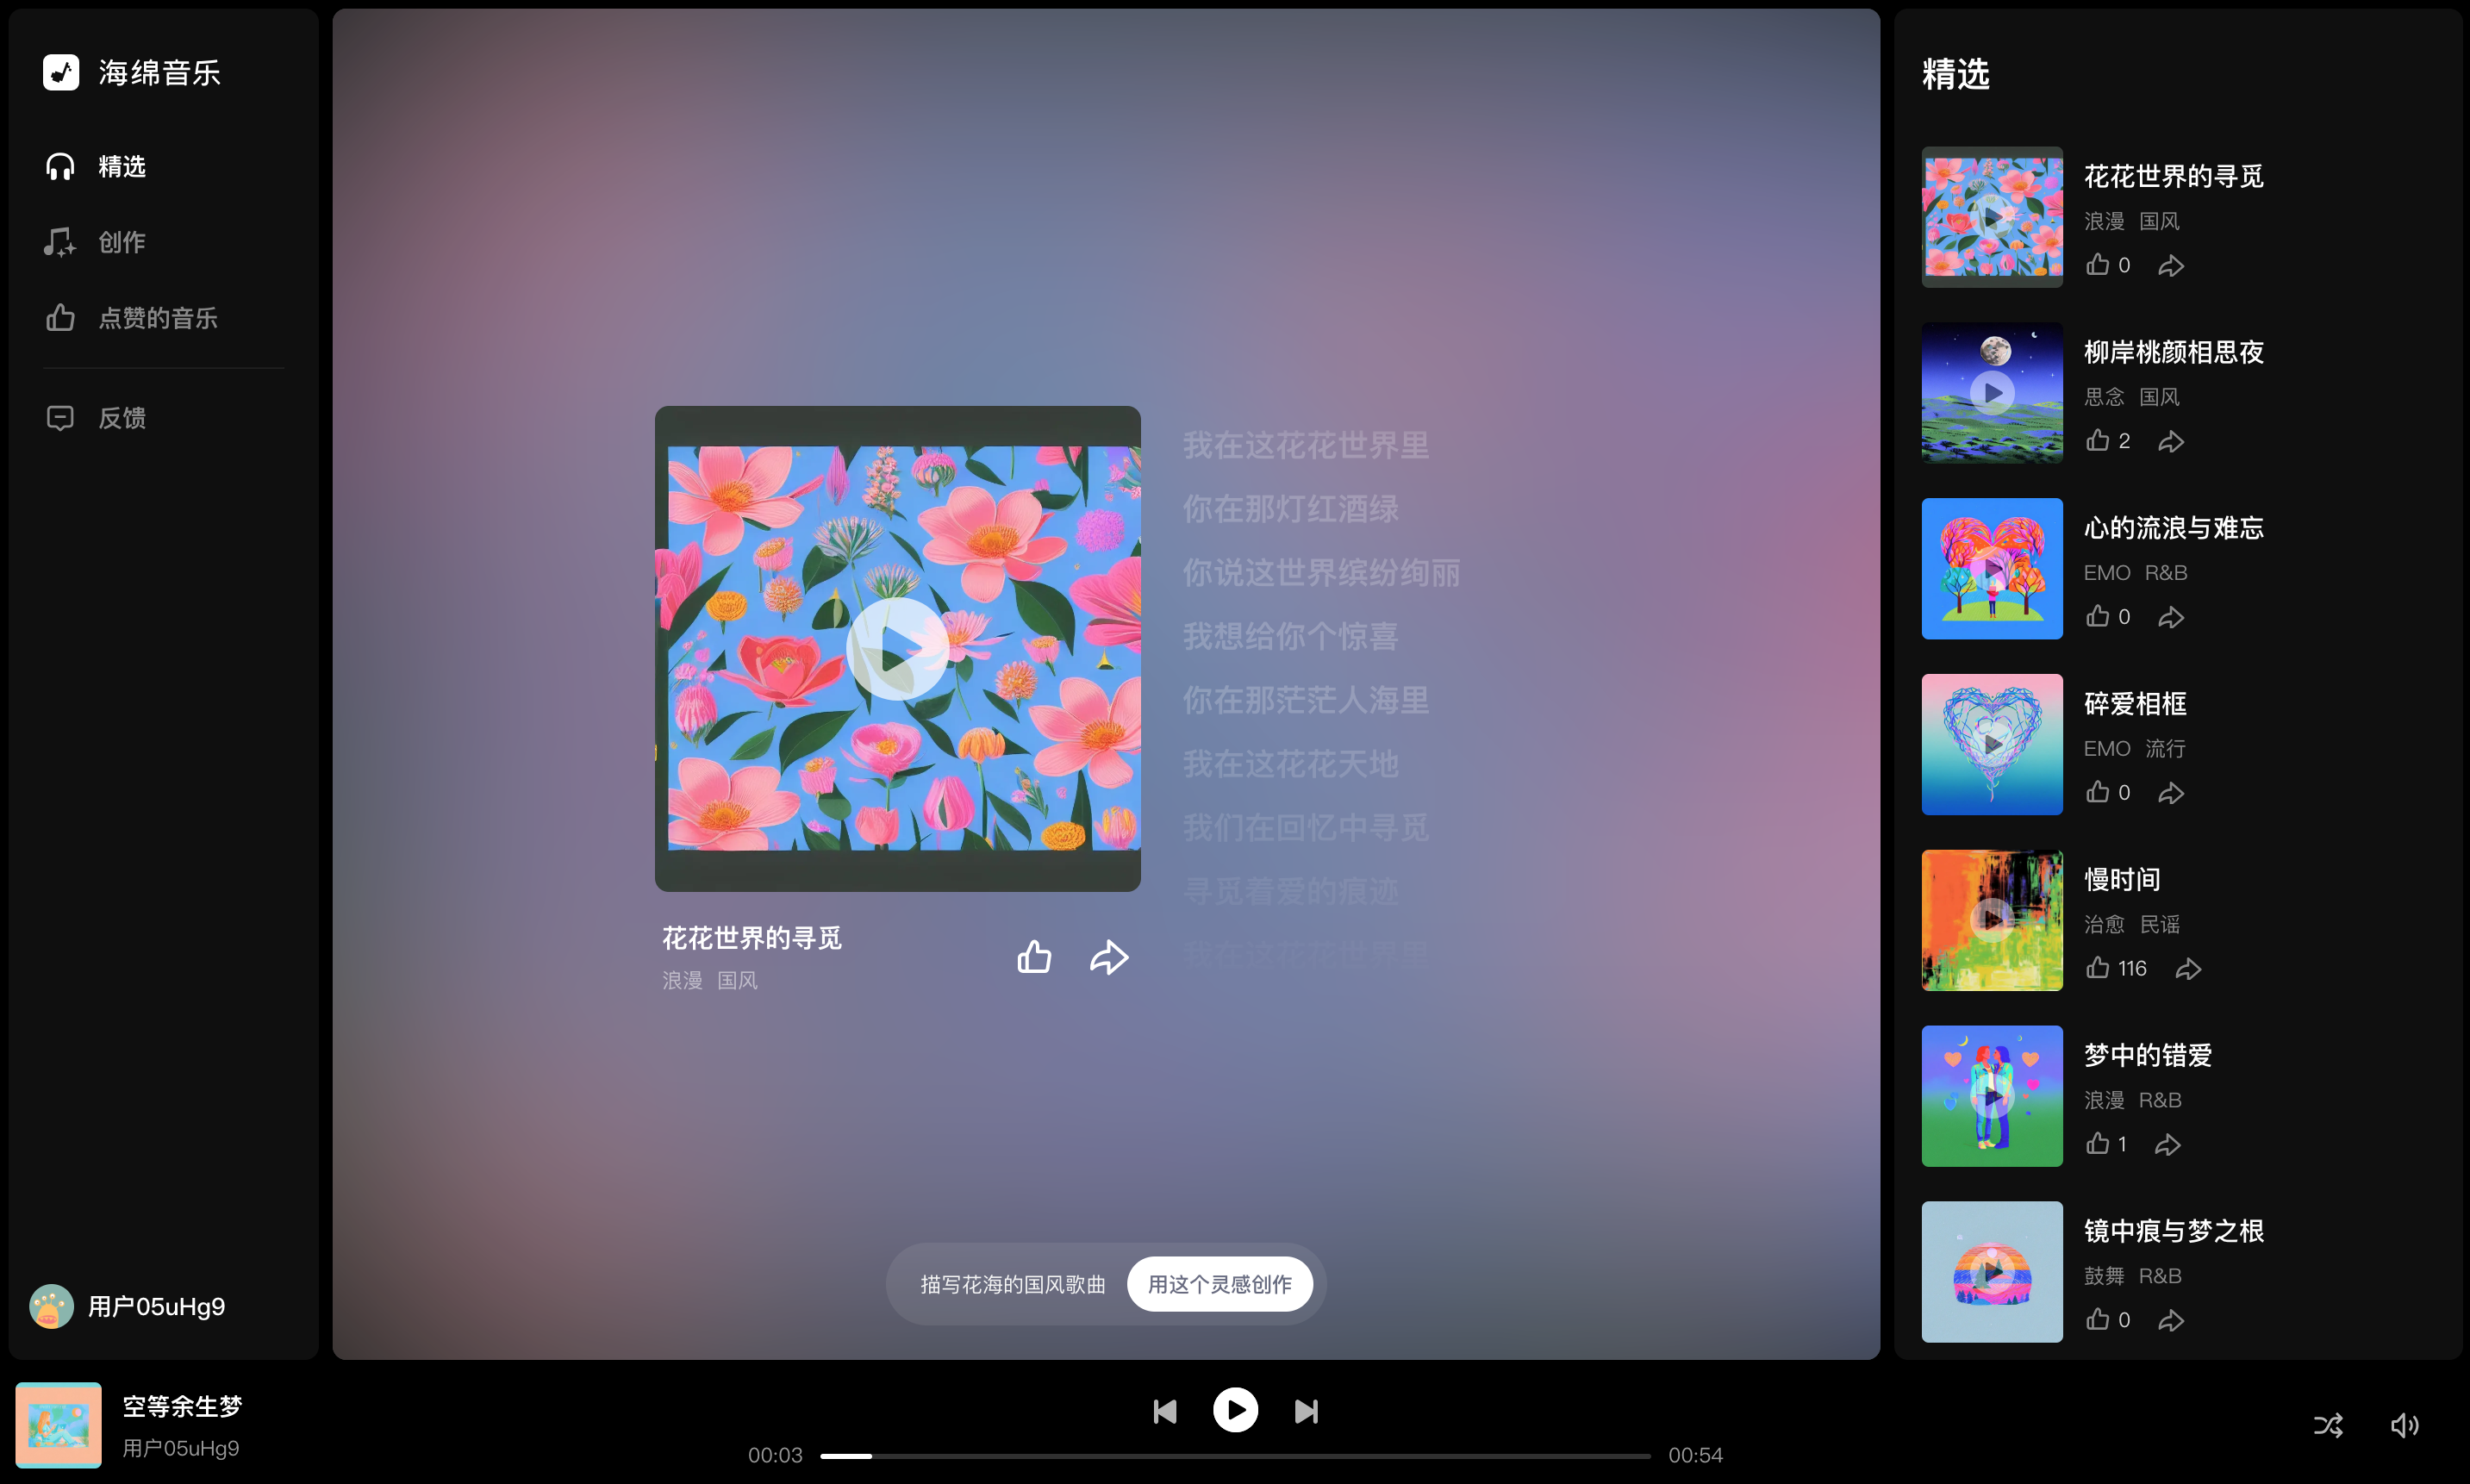 海绵音乐
精选
创作
点赞的音乐
反馈
用户05uHg9
我在这花花世界里
你在那灯红酒绿
你说这世界缤纷绚丽
我想给你个惊喜
你在那茫茫人海里
我在这花花天地
我们在回忆中寻觅
寻觅着爱的痕迹
我在这花花世界里
花花世界的寻觅
浪漫 国风
描写花海的国风歌曲
用这个灵感创作
精选
花花世界的寻觅
浪漫 国风
0
柳岸桃颜相思夜
思念 国风
2
心的流浪与难忘
EMO R&B
0
碎爱相框
EMO 流行
0
慢时间
治愈 民谣
116
梦中的错爱
浪漫 R&B
1
镜中痕与梦之根
鼓舞 R&B
0
空等余生梦
用户05uHg9
00:03
00:54